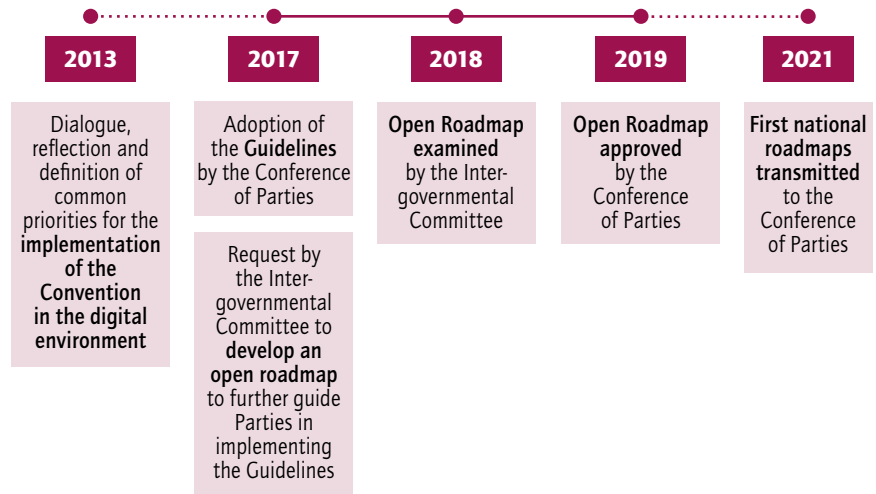 2013
Dialogue,
reflection and
definition of
common
priorities for the
implementation
of the
Convention
in the digital
environment
2017
Adoption of
the Guidelines
by the Conference
of Parties
Request by
the Inter-
governmental
Committee to
develop an
open roadmap
to further guide
Parties in
implementing
the Guidelines
2018
Open Roadmap
examined
by the Inter-
governmental
Committee
2019
Open Roadmap
approved
by the
Conference
of Parties
2021
First national
roadmaps
transmitted
to the
Conference
of Parties